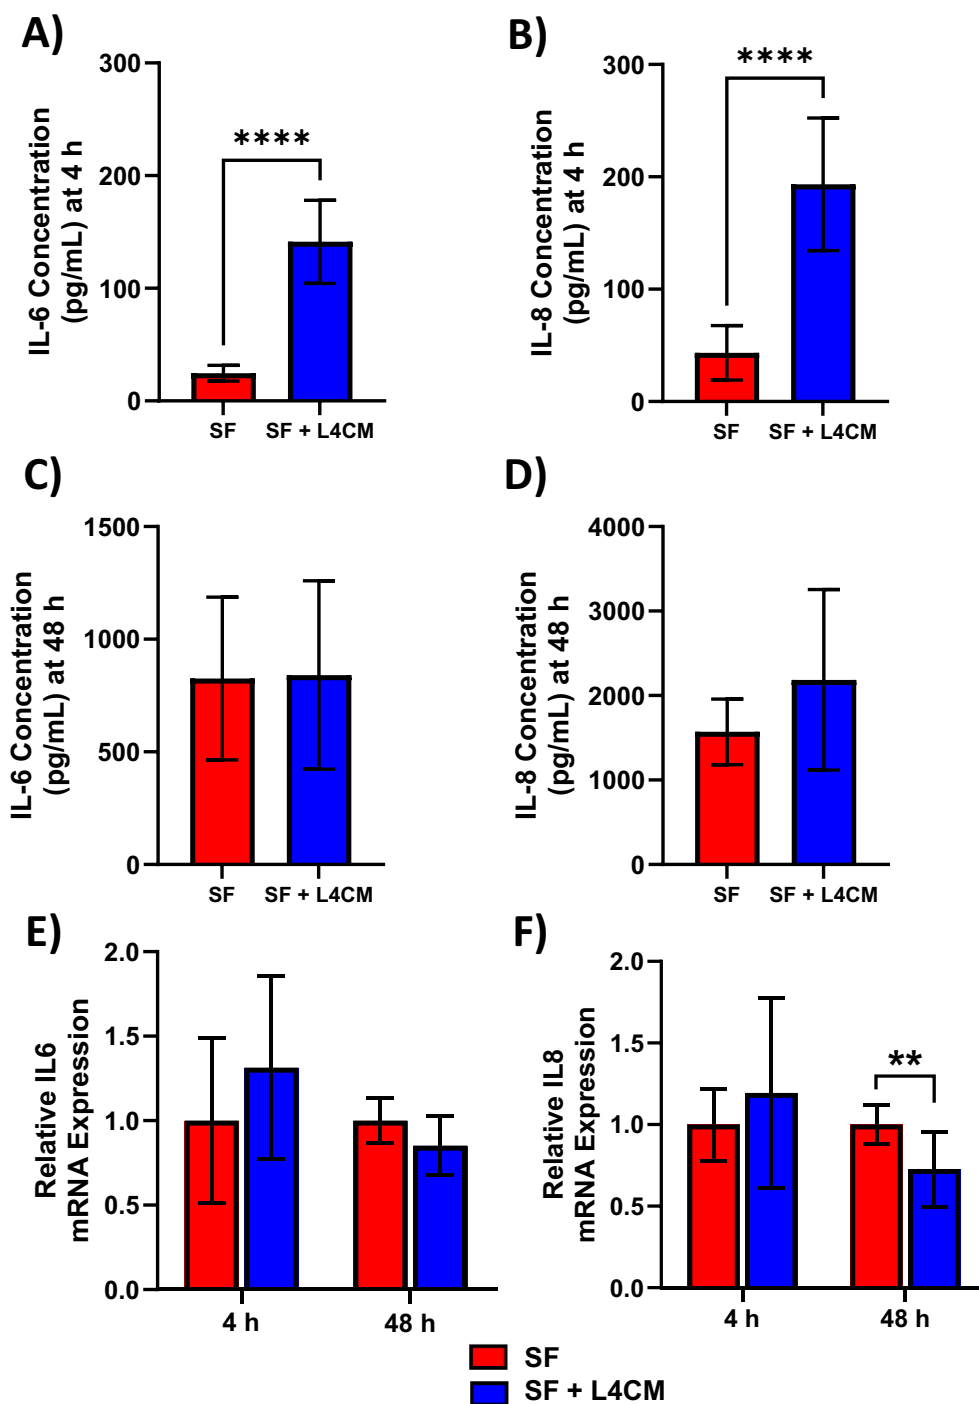 A)
IL-6 Concentration
(pg/mL) at 4 h
300
200
100
0
****
SF
SF + L4CM
B)
IL-8 Concentration
(pg/mL) at 4 h
300
200
100
0
****
SF
SF + L4CM
C)
IL-6 Concentration
(pg/mL) at 48 h
1500
1000
500
0
SF
SF + L4CM
D)
IL-8 Concentration
(pg/mL) at 48 h
4000
3000
2000
1000
0
SF
SF + L4CM
E)
Relative IL6
mRNA Expression
2.0
1.5
1.0
0.5
0.0
4 h
48 h
F)
Relative IL8
mRNA Expression
2.0
1.5
1.0
0.5
0.0
**
4 h
48 h
SF
SF + L4CM